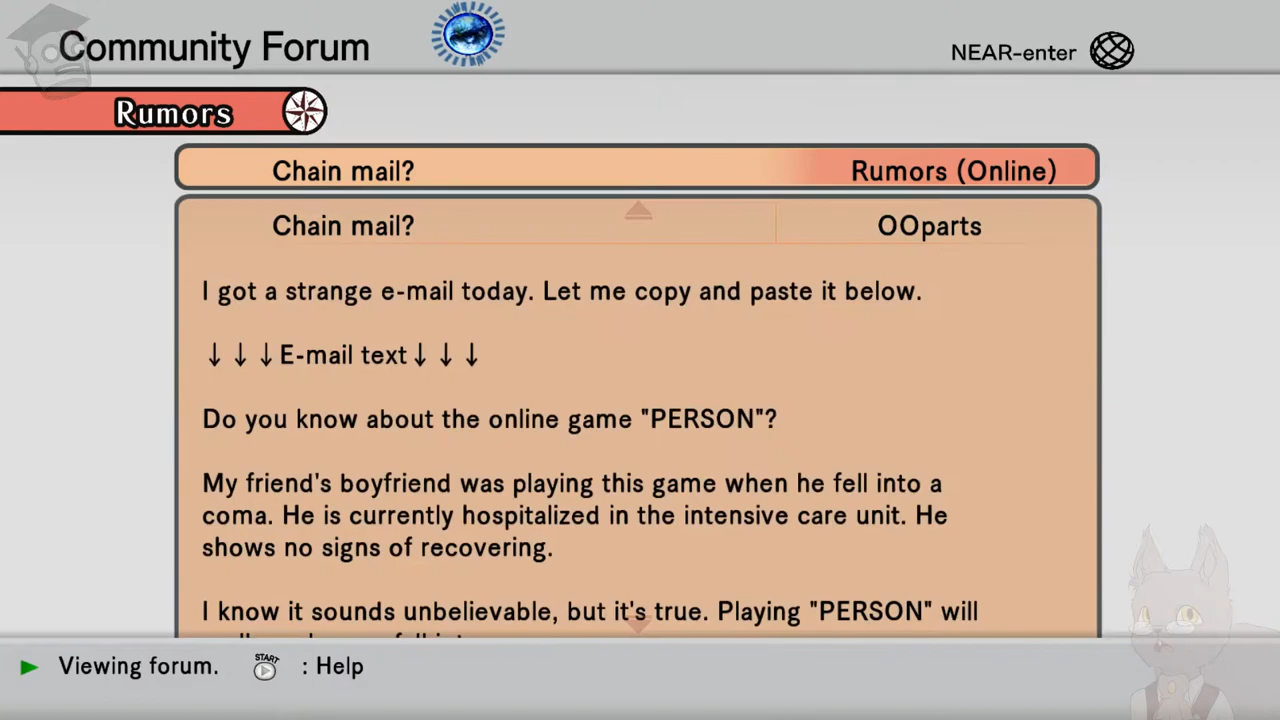 Community Forum
NEAR-enter
Rumors
Chain mail? Rumors (Online)
Chain mail? OOparts
I got a strange e-mail today. Let me copy and paste it below.
↓↓↓E-mail text↓↓↓
Do you know about the online game "PERSON"?
My friend's boyfriend was playing this game when he fell into a
coma. He is currently hospitalized in the intensive care unit. He
shows no signs of recovering.
I know it sounds unbelievable, but it's true. Playing "PERSON" will
Viewing forum. START : Help